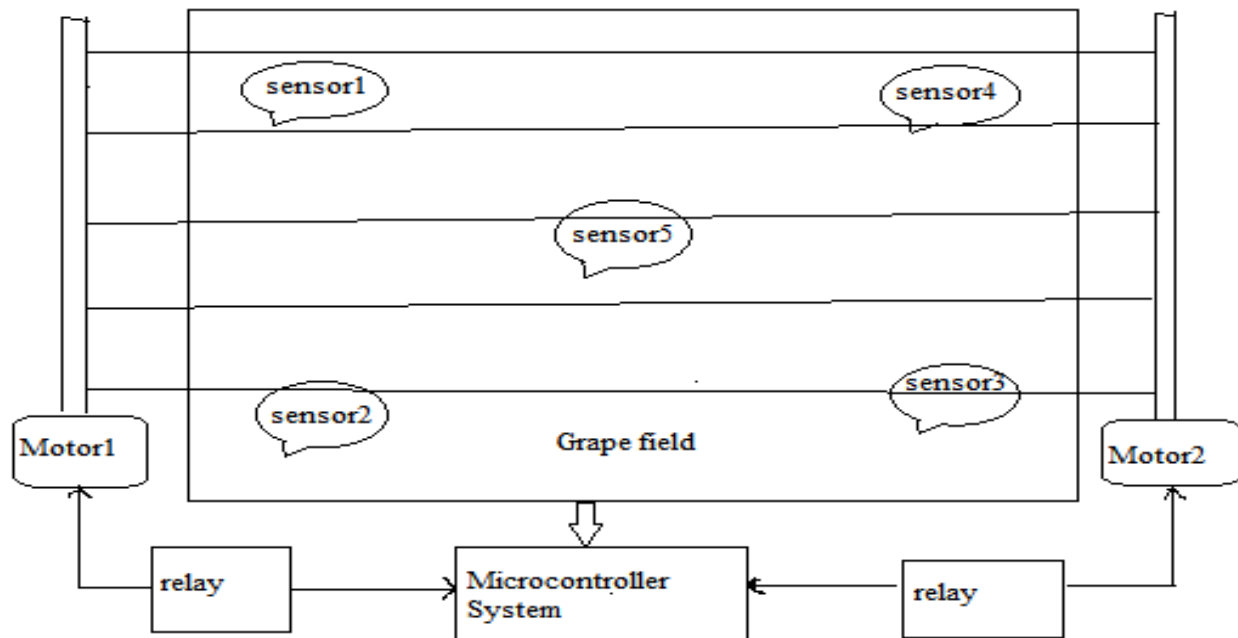 sensor1
sensor4
sensor5
sensor3
sensor2
Motor1
Grape field
Motor2
relay
Microcontroller
System
relay